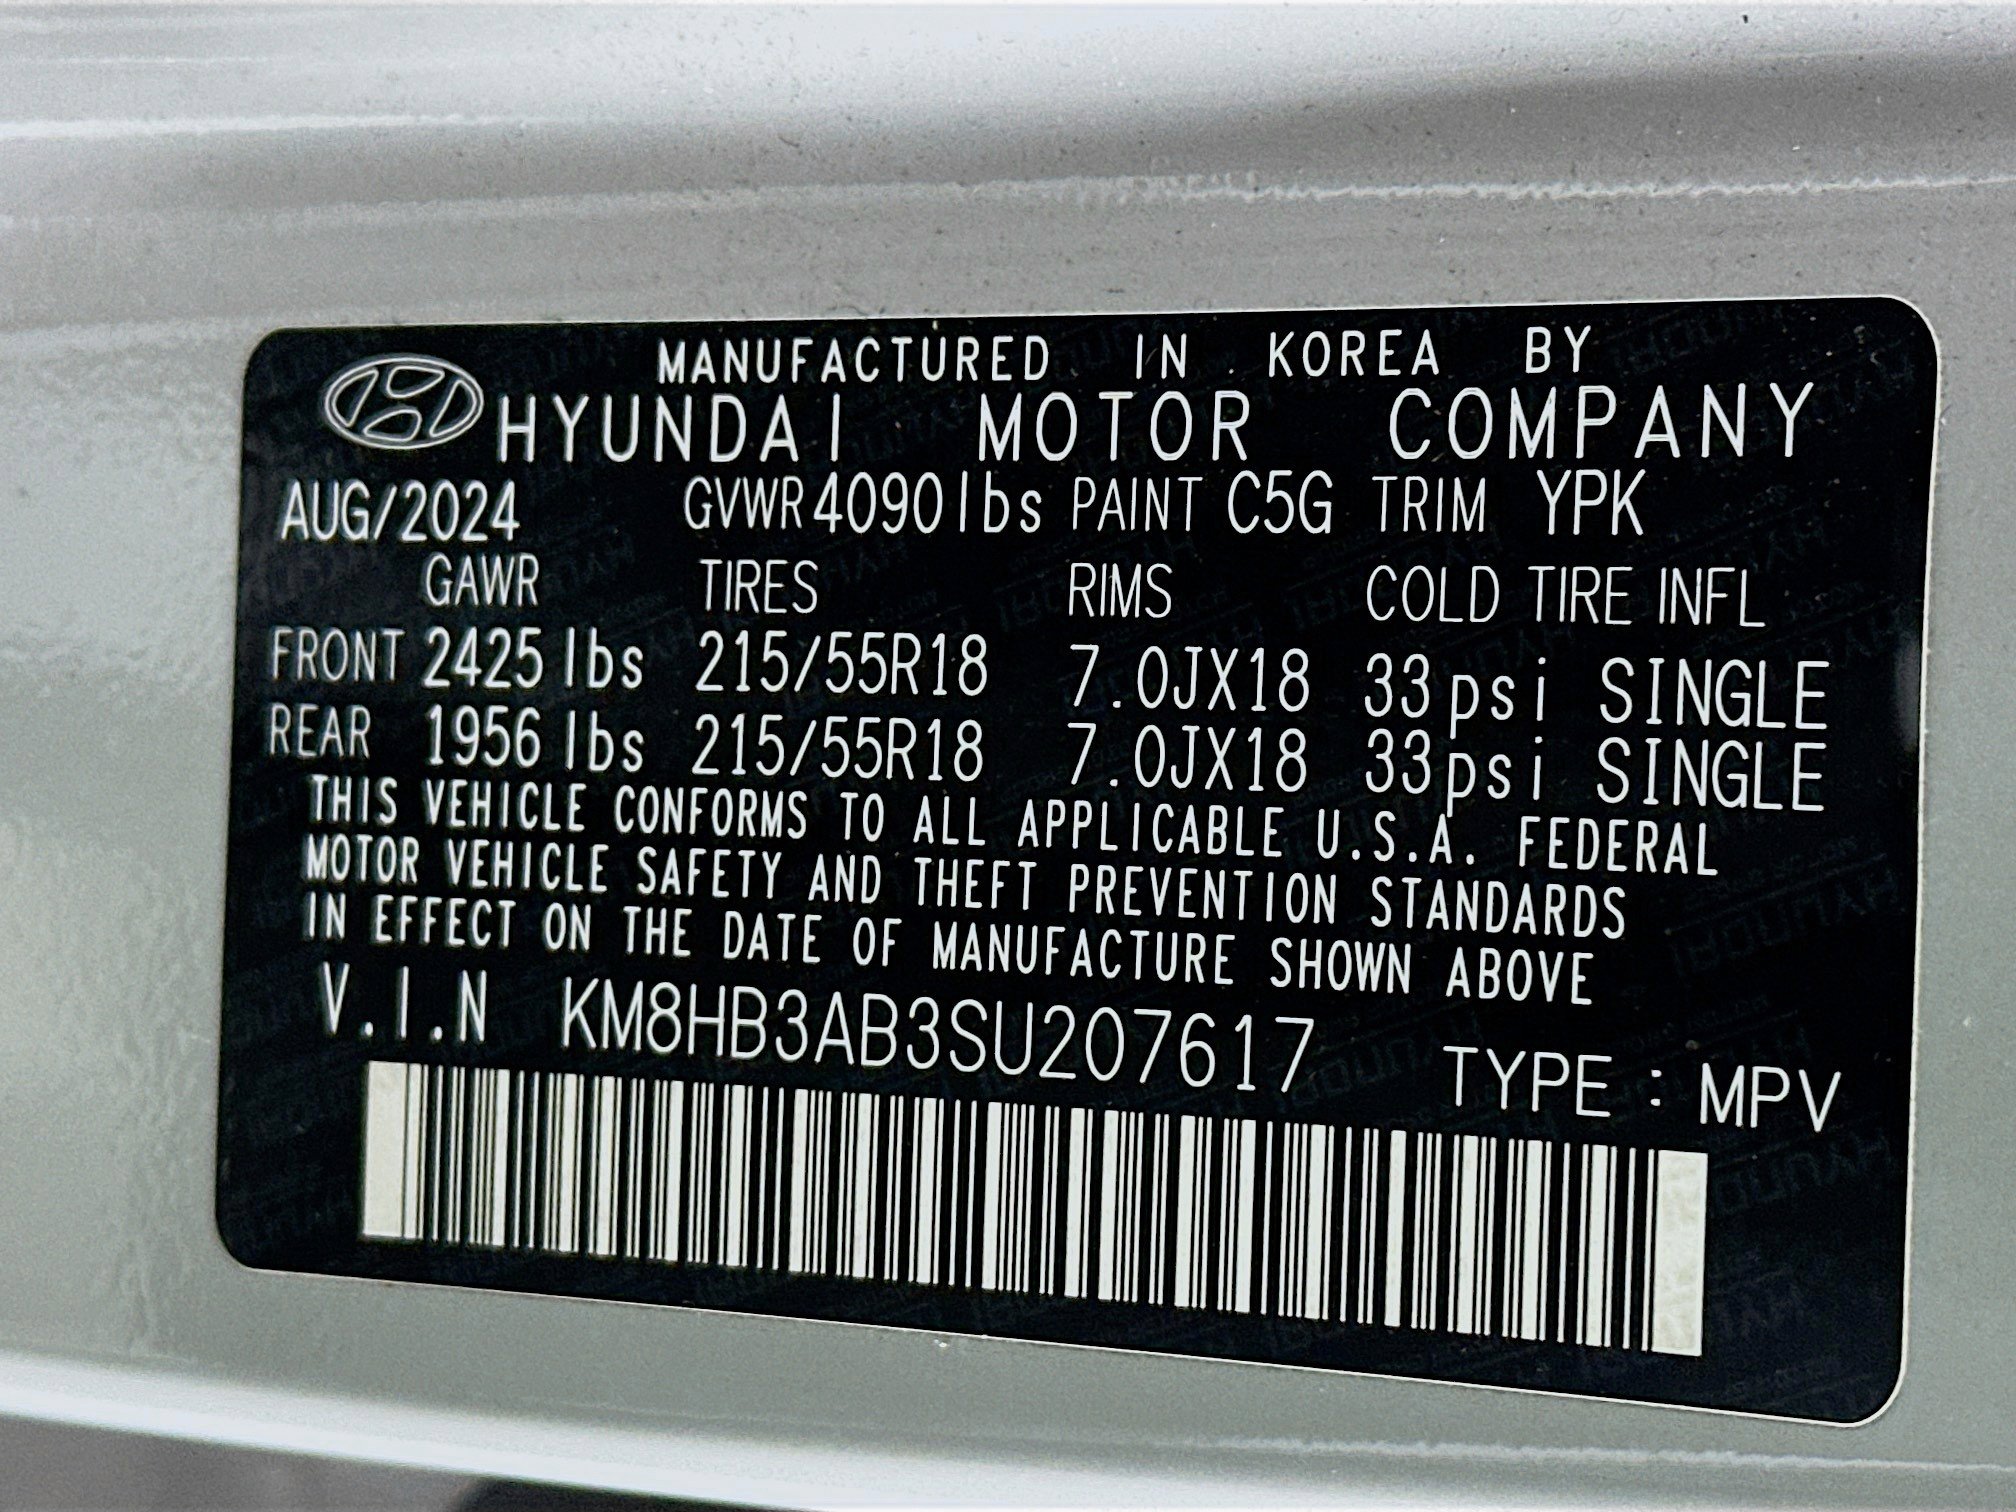 MANUFACTURED IN KOREA BY
HYUNDAI MOTOR COMPANY
AUG/2024 GVWR 4090lbs PAINT C5G TRIM YPK
GAWR TIRES RIMS COLD TIRE INFL
FRONT 2425 lbs 215/55R18 7.0JX18 33psi SINGLE
REAR 1956 lbs 215/55R18 7.0JX18 33psi SINGLE
THIS VEHICLE CONFORMS TO ALL APPLICABLE U.S.A. FEDERAL
MOTOR VEHICLE SAFETY AND THEFT PREVENTION STANDARDS
IN EFFECT ON THE DATE OF MANUFACTURE SHOWN ABOVE
V.I.N KM8HB3AB3SU207617 TYPE : MPV